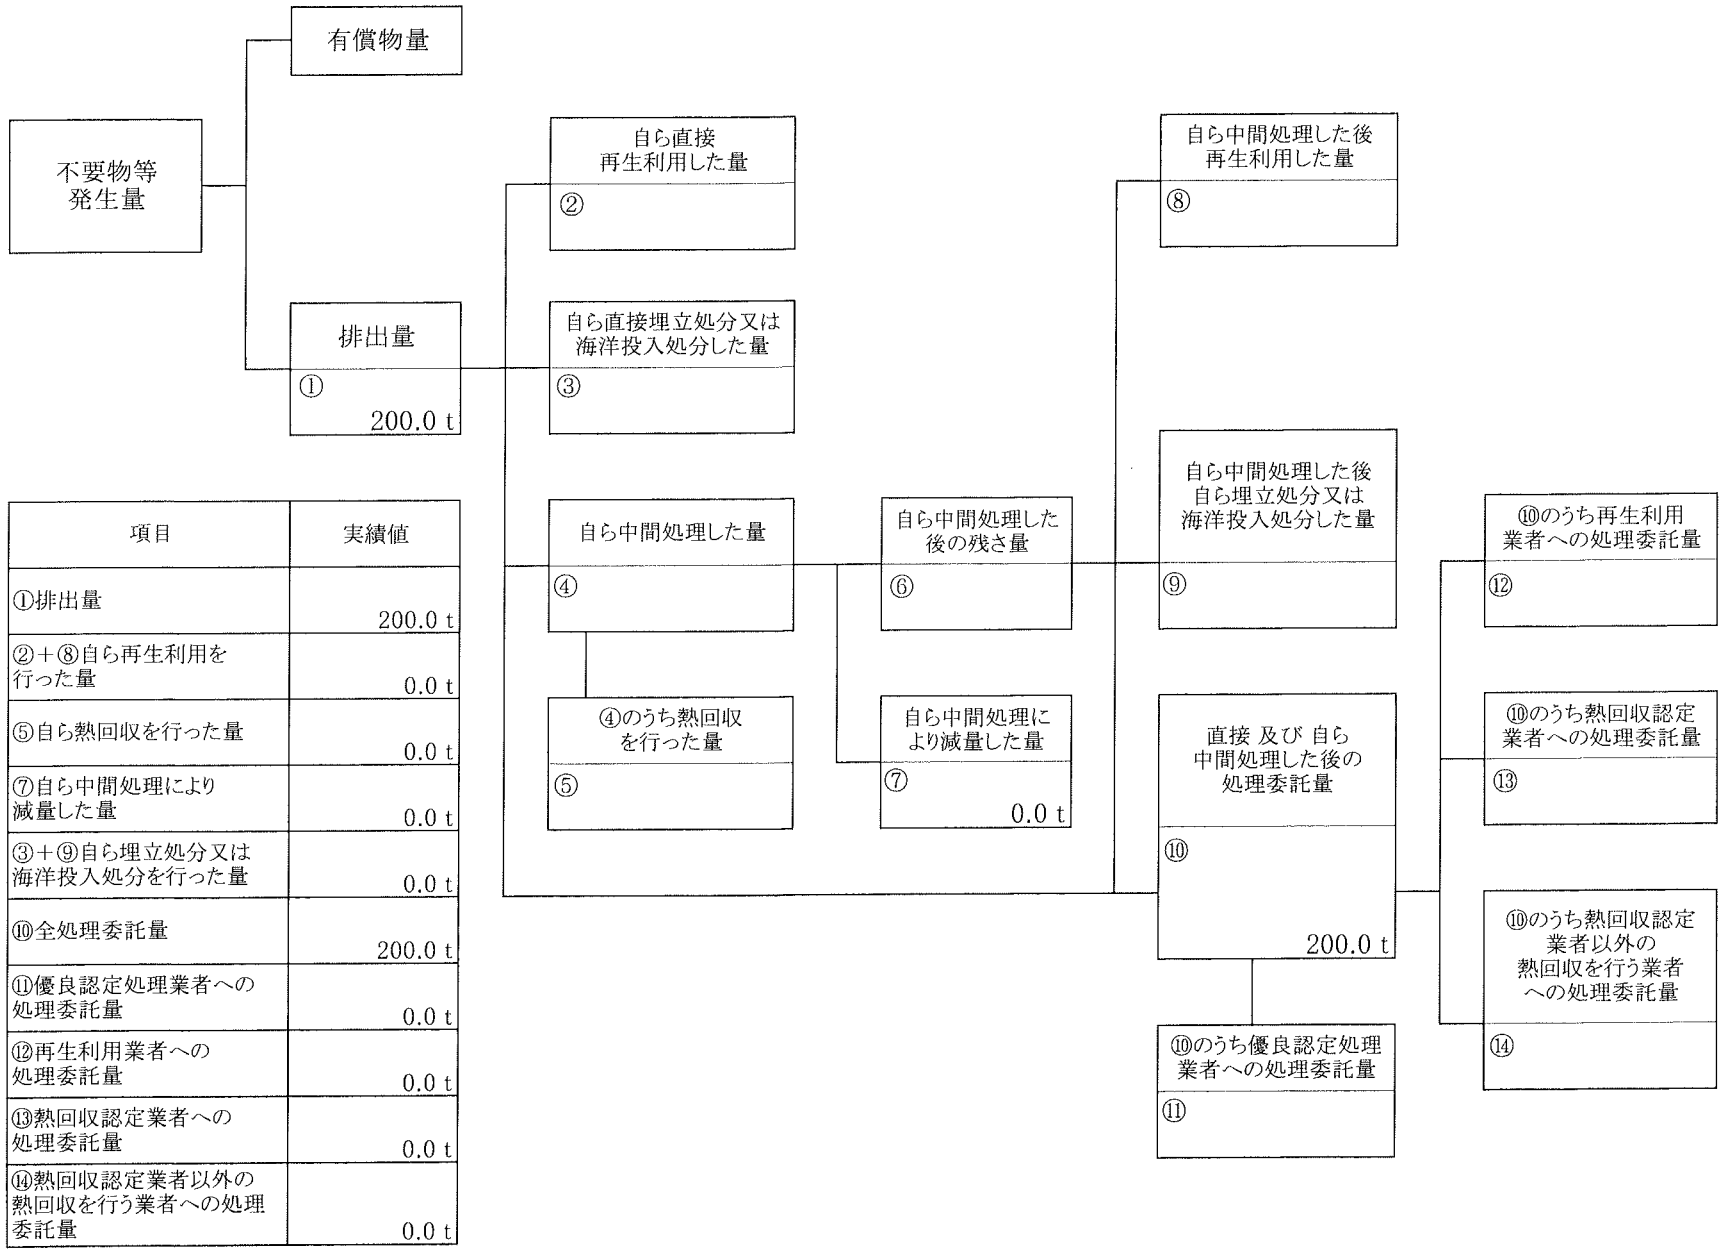 有償物量
不要物等
発生量
排出量
①
200.0 t
自ら直接
再生利用した量
②
自ら直接埋立処分又は
海洋投入処分した量
③
自ら中間処理した量
④
④のうち熱回収
を行った量
⑤
自ら中間処理した
後の残さ量
⑥
自ら中間処理に
より減量した量
⑦
0.0 t
自ら中間処理した後
再生利用した量
⑧
自ら中間処理した後
自ら埋立処分又は
海洋投入処分した量
⑨
直接 及び 自ら
中間処理した後の
処理委託量
⑩
200.0 t
⑩のうち優良認定処理
業者への処理委託量
⑪
⑩のうち再生利用
業者への処理委託量
⑫
⑩のうち熱回収認定
業者への処理委託量
⑬
⑩のうち熱回収認定
業者以外の
熱回収を行う業者
への処理委託量
⑭
項目 実績値
①排出量
200.0 t
②＋⑧自ら再生利用を
行った量
0.0 t
⑤自ら熱回収を行った量
0.0 t
⑦自ら中間処理により
減量した量
0.0 t
③＋⑨自ら埋立処分又は
海洋投入処分を行った量
0.0 t
⑩全処理委託量
200.0 t
⑪優良認定処理業者への
処理委託量
0.0 t
⑫再生利用業者への
処理委託量
0.0 t
⑬熱回収認定業者への
処理委託量
0.0 t
⑭熱回収認定業者以外の
熱回収を行う業者への処理
委託量
0.0 t